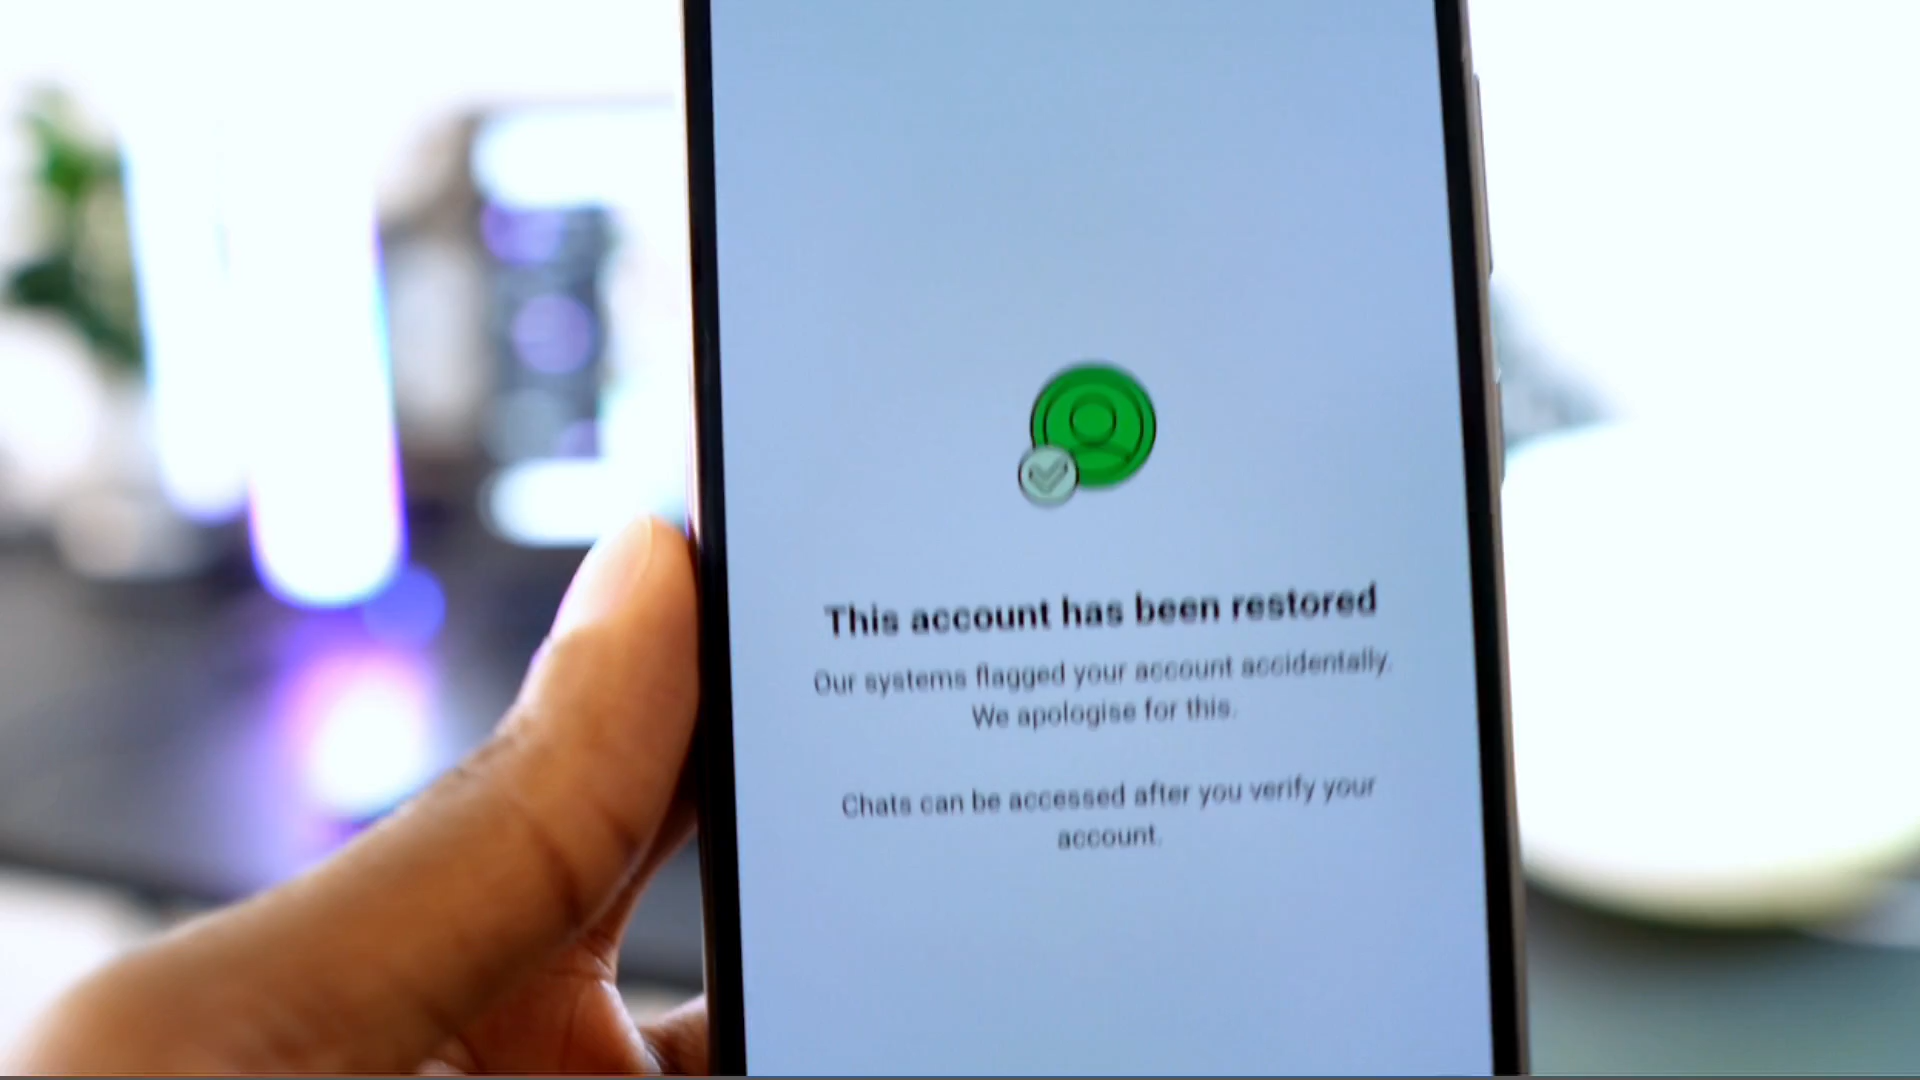 This account has been restored
Our systems flagged your account accidentally.
We apologise for this.
Chats can be accessed after you verify your
account.